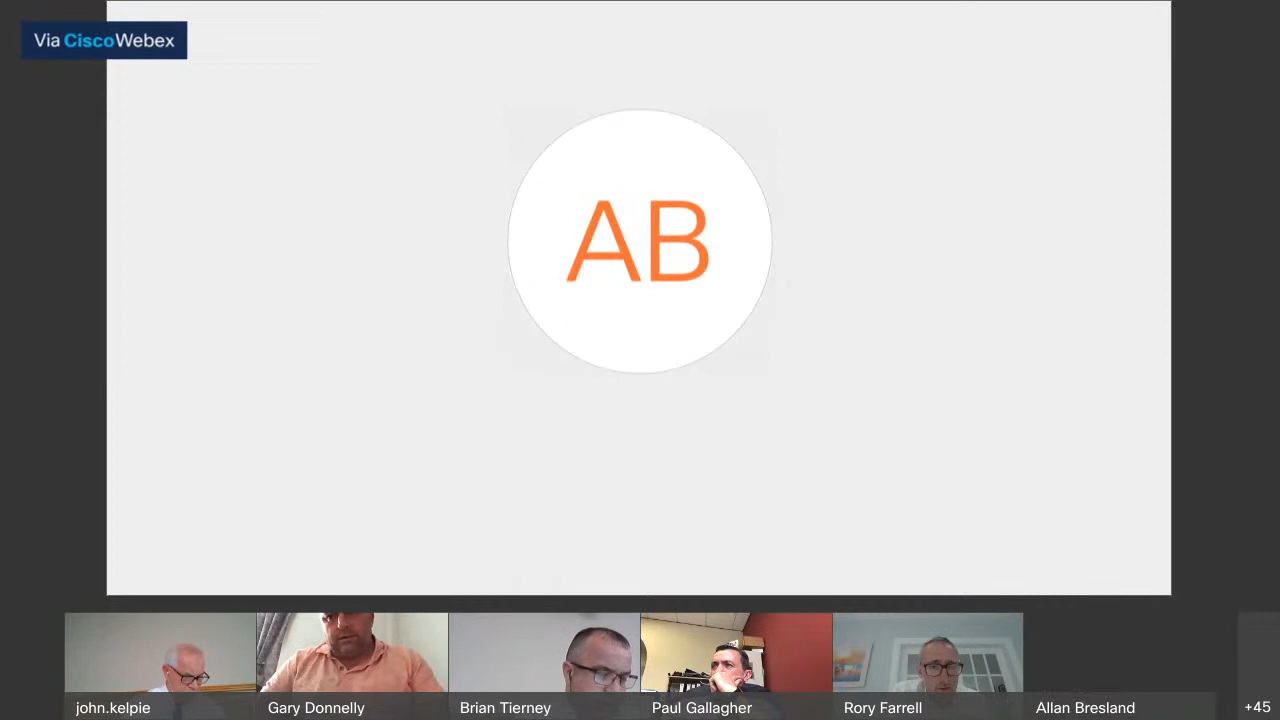 Via CiscoWebex
AB
john.kelpie
Gary Donnelly
Brian Tierney
Paul Gallagher
Rory Farrell
Allan Bresland
+45